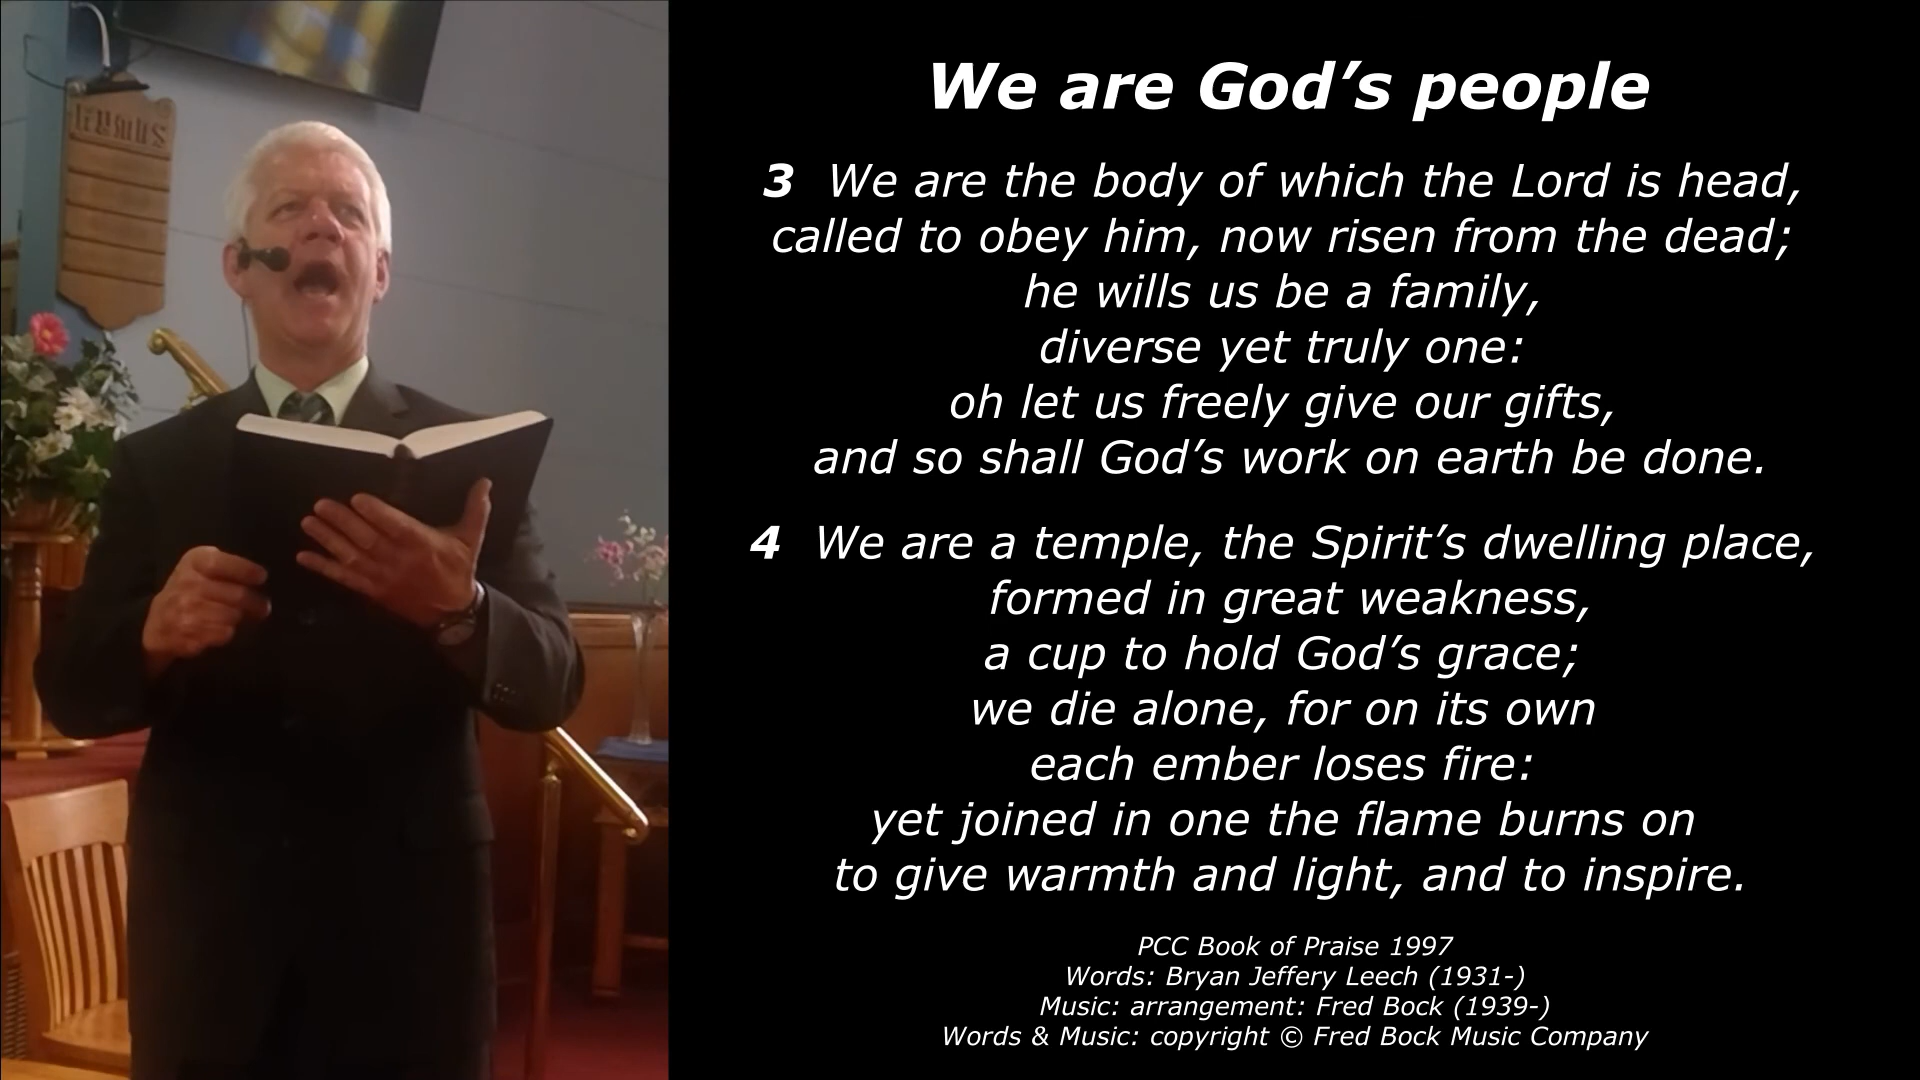 We are God’s people
3 We are the body of which the Lord is head,
called to obey him, now risen from the dead;
he wills us be a family,
diverse yet truly one:
oh let us freely give our gifts,
and so shall God’s work on earth be done.
4 We are a temple, the Spirit’s dwelling place,
formed in great weakness,
a cup to hold God’s grace;
we die alone, for on its own
each ember loses fire:
yet joined in one the flame burns on
to give warmth and light, and to inspire.
PCC Book of Praise 1997
Words: Bryan Jeffery Leech (1931-)
Music: arrangement: Fred Bock (1939-)
Words & Music: copyright © Fred Bock Music Company